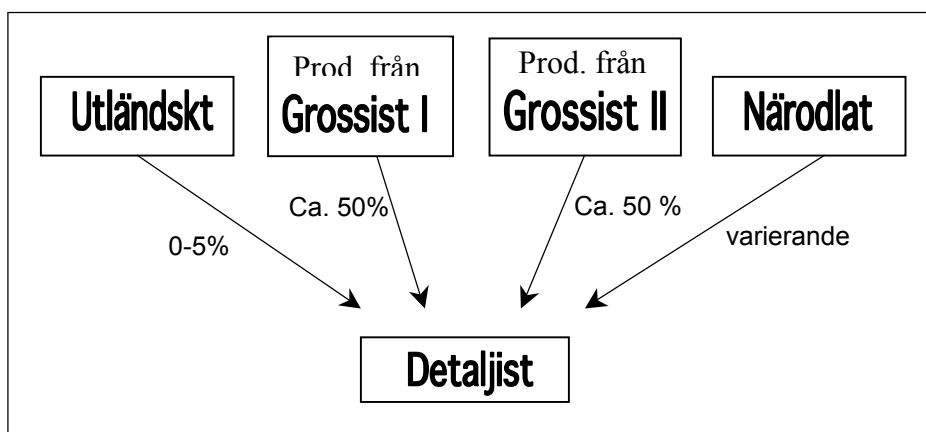 Utländskt
Prod. från
Grossist I
Prod. från
Grossist II
Närodlat
0-5%
Ca. 50%
Ca. 50 %
varierande
Detaljist